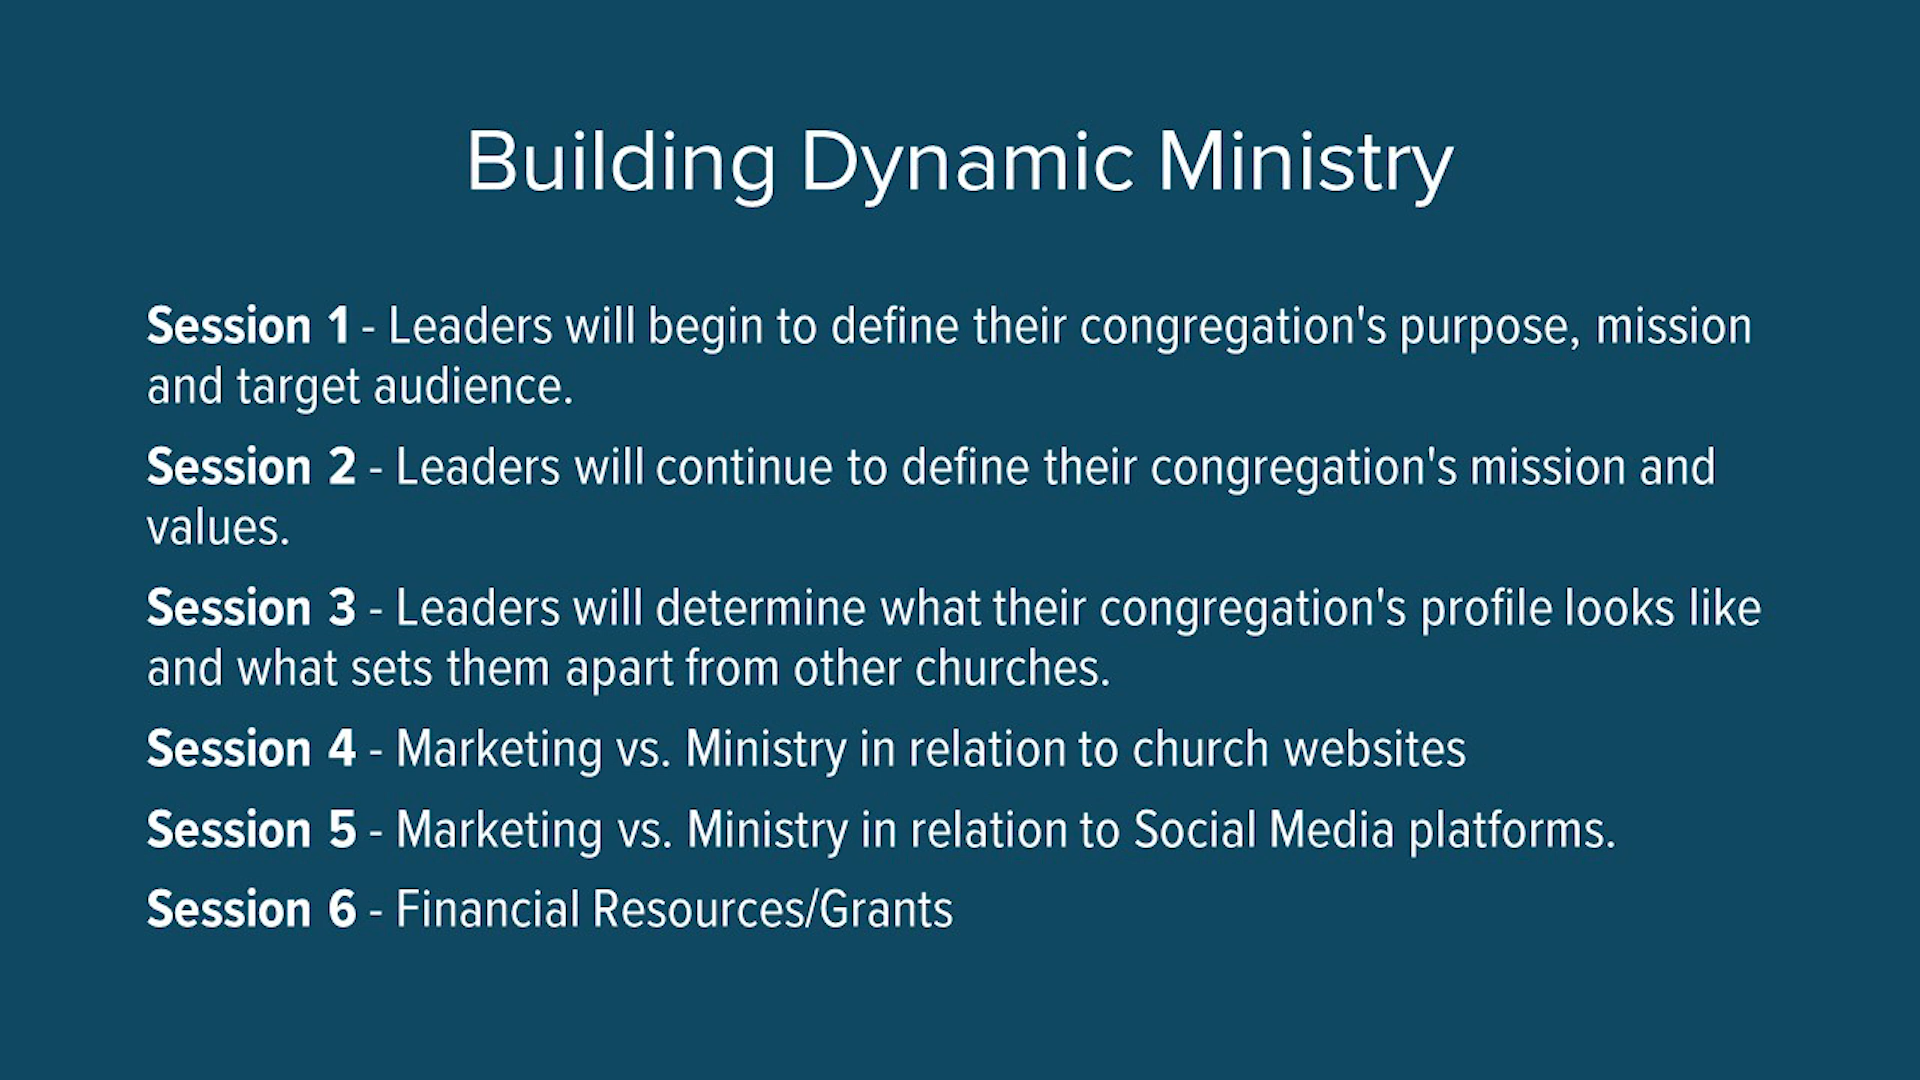 Building Dynamic Ministry
Session 1 - Leaders will begin to define their congregation's purpose, mission
and target audience.
Session 2 - Leaders will continue to define their congregation's mission and
values.
Session 3 - Leaders will determine what their congregation's profile looks like
and what sets them apart from other churches.
Session 4 - Marketing vs. Ministry in relation to church websites
Session 5 - Marketing vs. Ministry in relation to Social Media platforms.
Session 6 - Financial Resources/Grants